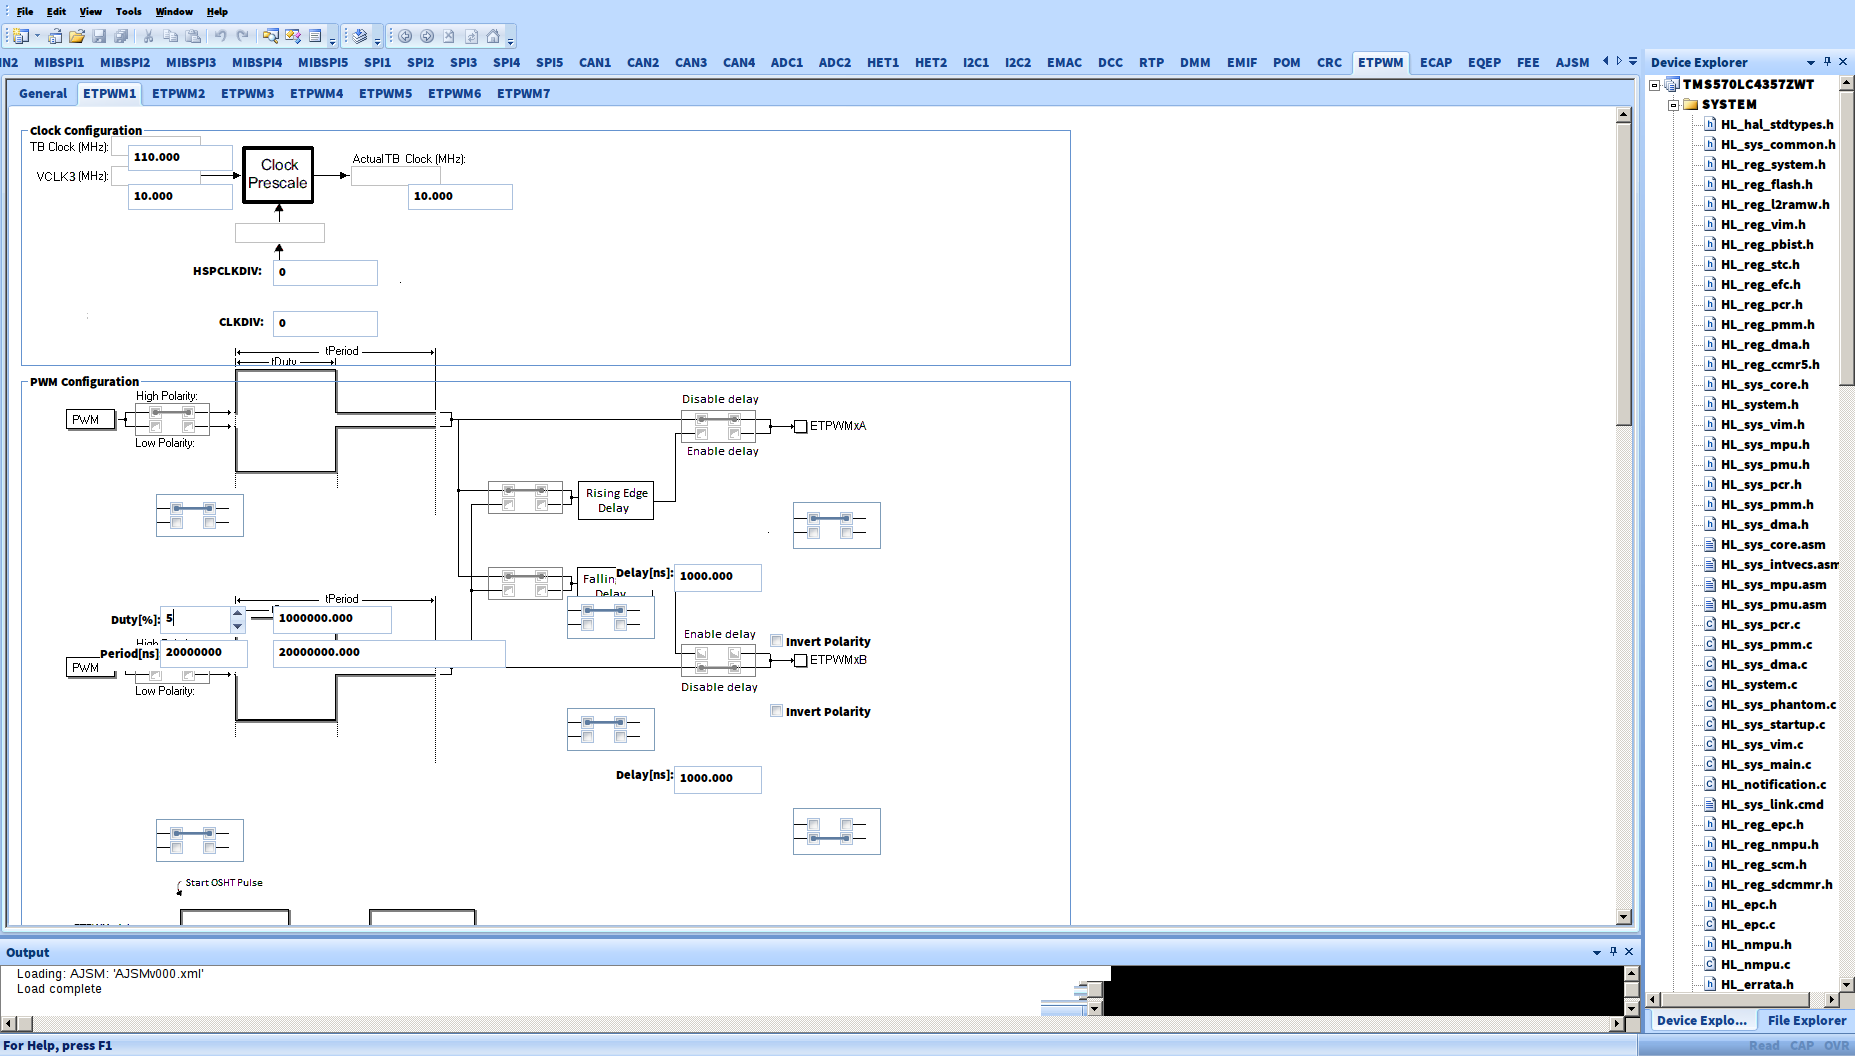 File Edit View Tools Window Help
IN2 MIBSPI1 MIBSPI2 MIBSPI3 MIBSPI4 MIBSPI5 SPI1 SPI2 SPI3 SPI4 SPI5 CAN1 CAN2 CAN3 CAN4 ADC1 ADC2 HET1 HET2 I2C1 I2C2 EMAC DCC RTP DMM EMIF POM CRC ETPWM ECAP EQEP FEE AJSM
General ETPWM1 ETPWM2 ETPWM3 ETPWM4 ETPWM5 ETPWM6 ETPWM7
Clock Configuration
TB Clock (MHz):
110.000
VCLK3 (MHz):
10.000
Clock
Prescale
ActualTB Clock (MHz):
10.000
HSPCLKDIV: 0
CLKDIV: 0
tPeriod
tDuty
PWM Configuration
High Polarity:
PWM
Low Polarity:
Disable delay
ETPWMxA
Enable delay
Rising Edge
Delay
Delay[ns]: 1000.000
Fallin
Delay
tPeriod
Duty[%]: 5 1000000.000
Period[ns] 20000000 20000000.000
PWM
Low Polarity:
Enable delay
Invert Polarity
ETPWMxB
Disable delay
Invert Polarity
Delay[ns]: 1000.000
Start OSHT Pulse
Output
Loading: AJSM: 'AJSMv000.xml'
Load complete
For Help, press F1
Device Explorer
TMS570LC4357ZWT
SYSTEM
HL_hal_stdtypes.h
HL_sys_common.h
HL_reg_system.h
HL_reg_flash.h
HL_reg_l2ramw.h
HL_reg_vim.h
HL_reg_pbist.h
HL_reg_stc.h
HL_reg_efc.h
HL_reg_pcr.h
HL_reg_pmm.h
HL_reg_dma.h
HL_reg_ccmr5.h
HL_sys_core.h
HL_system.h
HL_sys_vim.h
HL_sys_mpu.h
HL_sys_pmu.h
HL_sys_pcr.h
HL_sys_pmm.h
HL_sys_dma.h
HL_sys_core.asm
HL_sys_intvecs.asm
HL_sys_mpu.asm
HL_sys_pmu.asm
HL_sys_pcr.c
HL_sys_pmm.c
HL_sys_dma.c
HL_system.c
HL_sys_phantom.c
HL_sys_startup.c
HL_sys_vim.c
HL_sys_main.c
HL_notification.c
HL_sys_link.cmd
HL_reg_epc.h
HL_reg_nmpu.h
HL_reg_scm.h
HL_reg_sdcmmr.h
HL_epc.h
HL_epc.c
HL_nmpu.h
HL_nmpu.c
HL_errata.h
Device Explo... File Explorer
Read CAP OVR